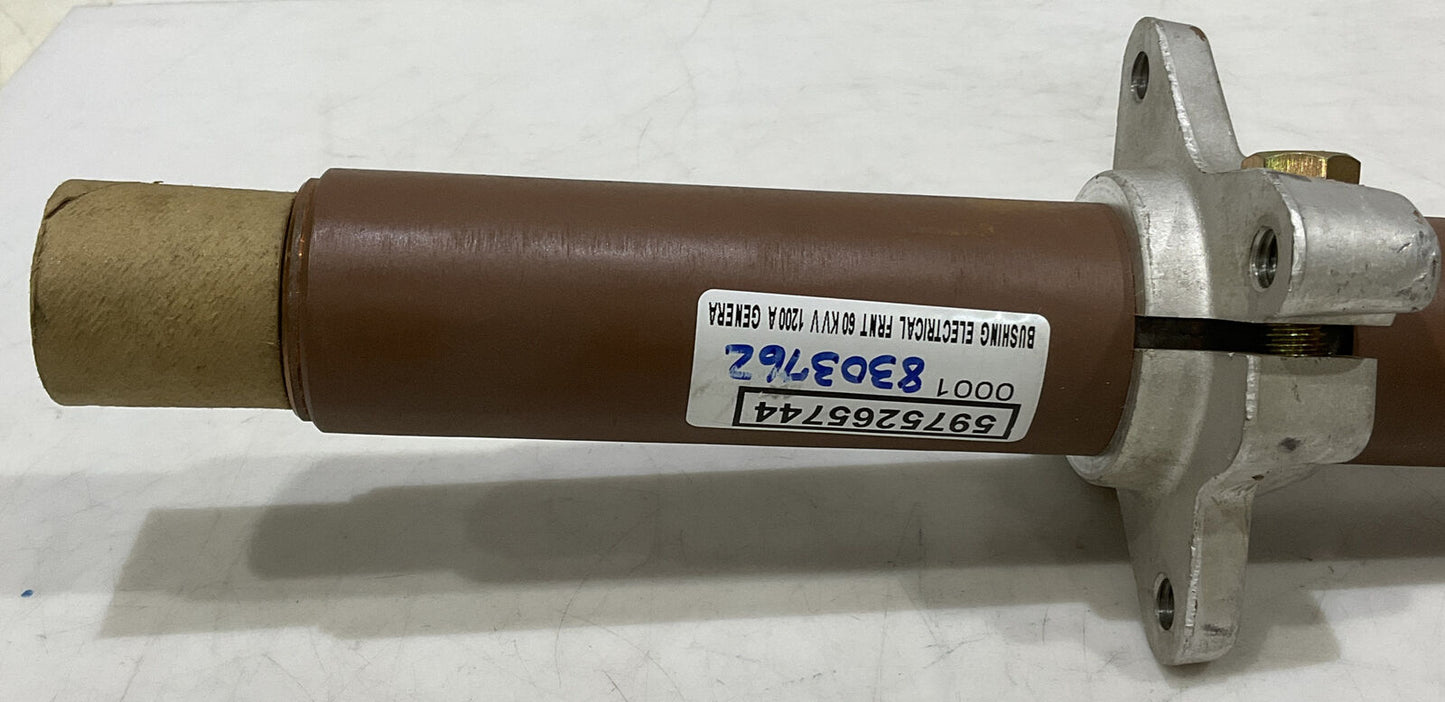 5975265744
0001
8303762
BUSHING ELECTRICAL FRNT 60 KV V 1200 A GENERA